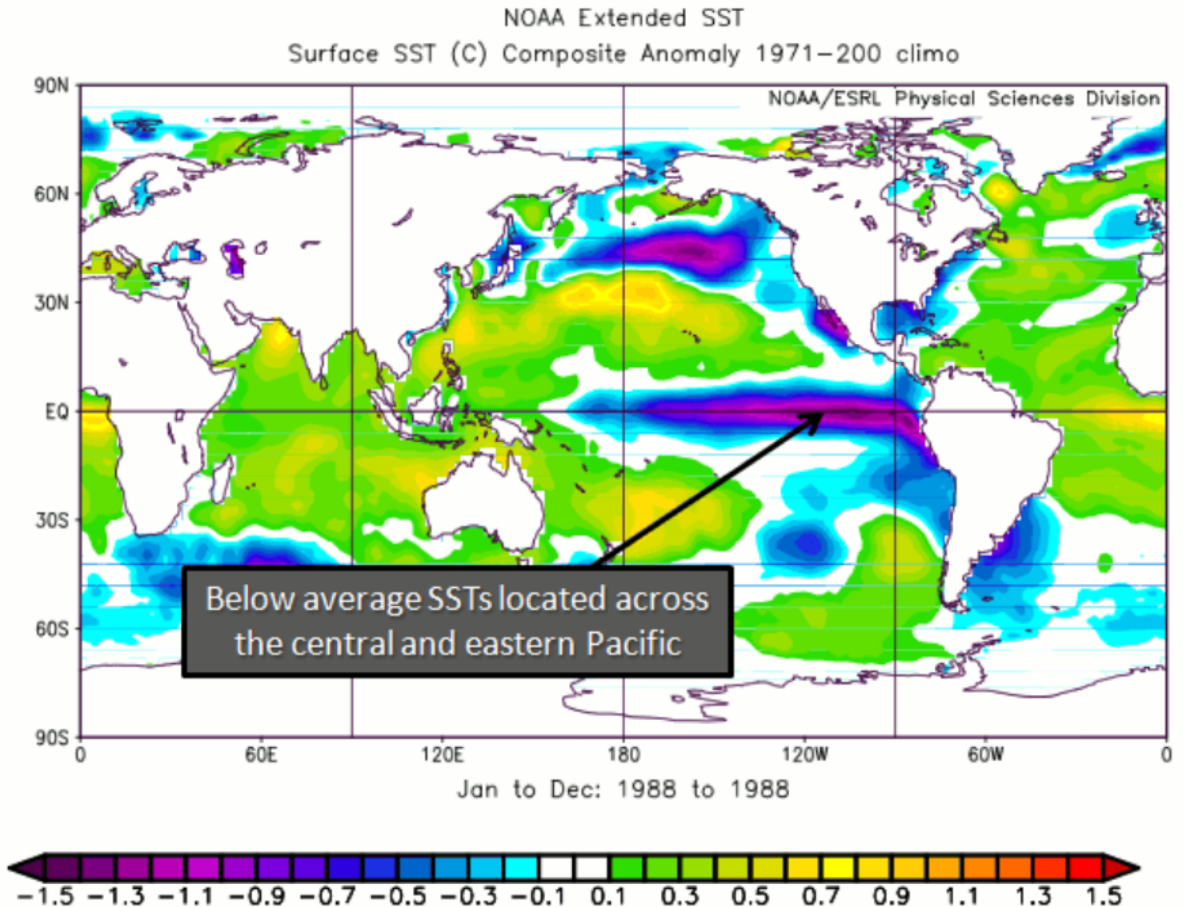 NOAA Extended SST
Surface SST (C) Composite Anomaly 1971-200 climo
NOAA/ESRL Physical Sciences Division
90N
60N
30N
EQ
30S
60S
90S
Below average SSTs located across
the central and eastern Pacific
0 60E 120E 180 120W 60W 0
Jan to Dec: 1988 to 1988
-1.5 -1.3 -1.1 -0.9 -0.7 -0.5 -0.3 -0.1 0.1 0.3 0.5 0.7 0.9 1.1 1.3 1.5